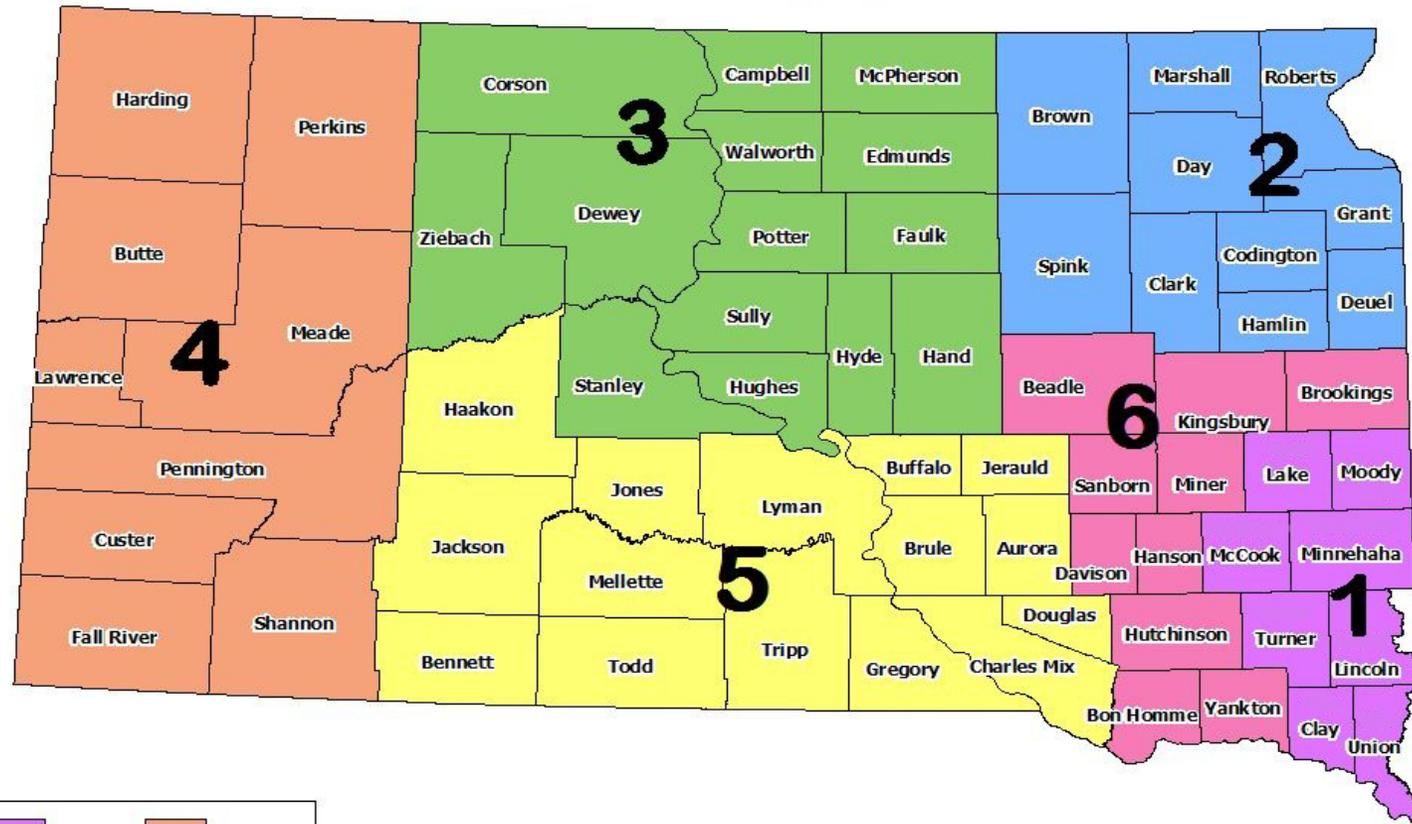 Harding
Perkins
Corson
Campbell
McPherson
Brown
Marshall
Roberts
3
Walworth
Edmunds
Day
2
Butte
Ziebach
Dewey
Potter
Faulk
Spink
Clark
Codington
Grant
Hamlin
Deuel
Lawrence
4
Meade
Haakon
Stanley
Sully
Hughes
Hyde
Hand
Beadle
6
Kingsbury
Brookings
Pennington
Jones
Lyman
Buffalo
Jerauld
Sanborn
Miner
Lake
Moody
Custer
Jackson
Mellette
5
Brule
Aurora
Davison
Hanson
McCook
Minnehaha
1
Fall River
Shannon
Bennett
Todd
Tripp
Gregory
Charles Mix
Douglas
Hutchinson
Turner
Lincoln
Bon Homme
Yankton
Clay
Union